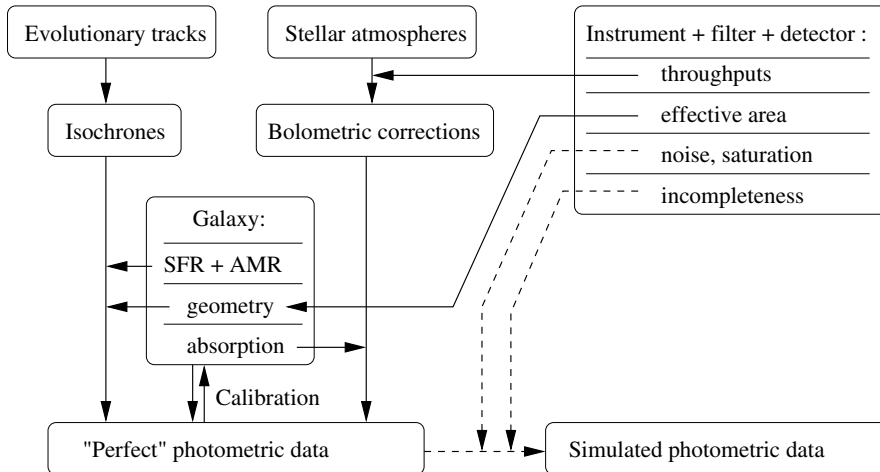 Evolutionary tracks
Stellar atmospheres
Instrument + filter + detector :
throughputs
effective area
noise, saturation
incompleteness
Isochrones
Bolometric corrections
Galaxy:
SFR + AMR
geometry
absorption
Calibration
"Perfect" photometric data
Simulated photometric data